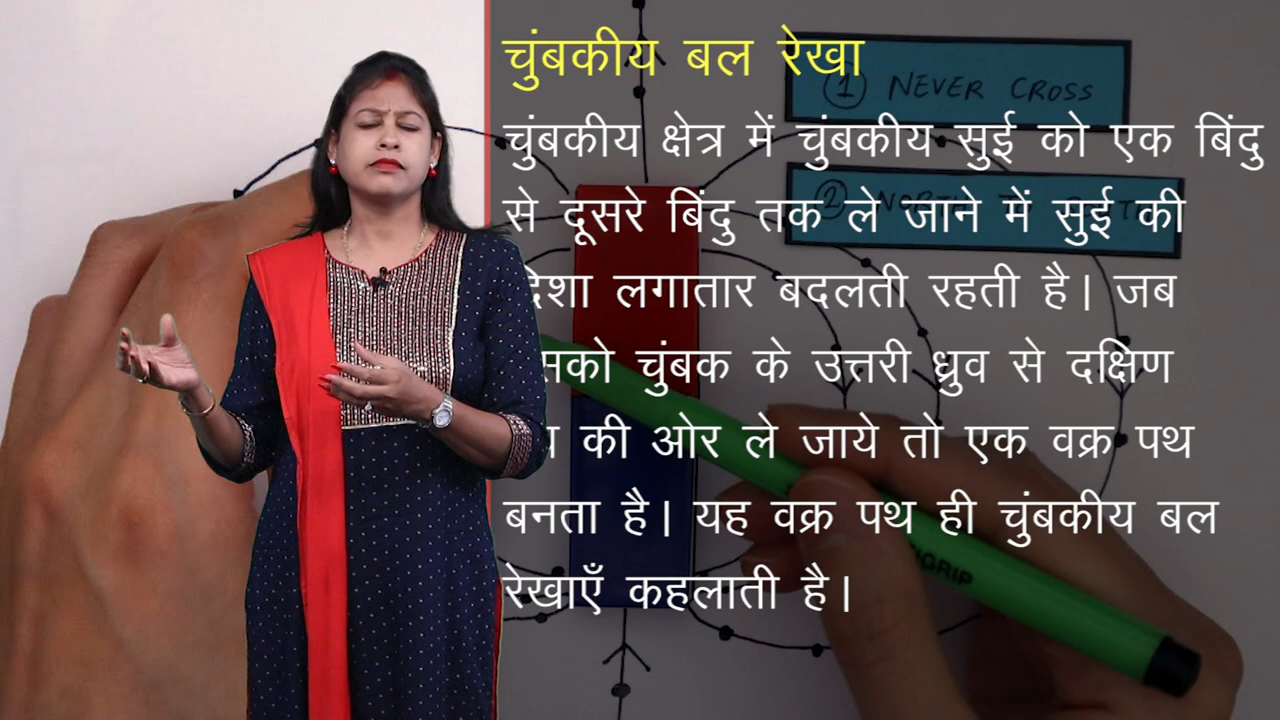 चुंबकीय बल रेखा
① NEVER CROSS
चुंबकीय क्षेत्र में चुंबकीय सुई को एक बिंदु
से दूसरे बिंदु तक ले जाने में सुई की
लगातार बदलती रहती है। जब
चुंबक के उत्तरी ध्रुव से दक्षिण
की ओर ले जाये तो एक वक्र पथ
बनता है। यह वक्र पथ ही चुंबकीय बल
रेखाएँ कहलाती है।